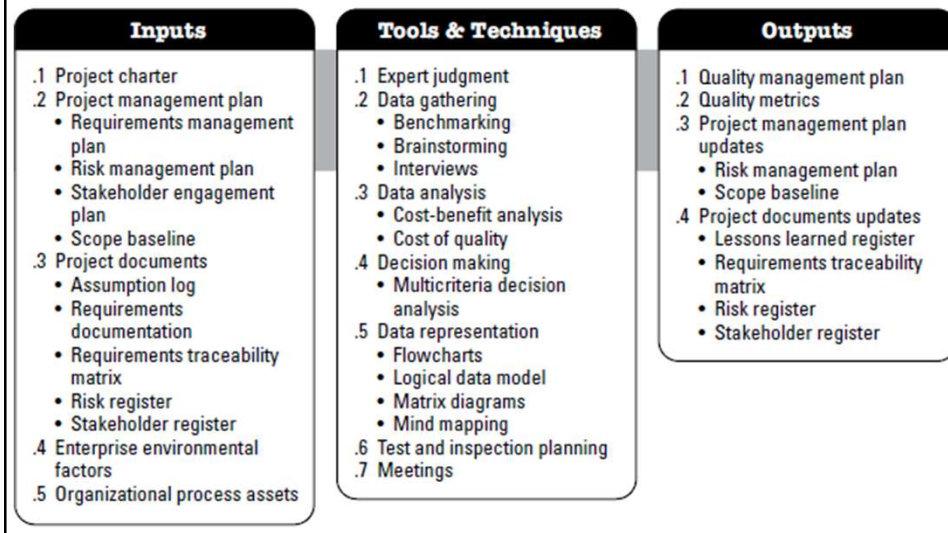 Inputs
.1 Project charter
.2 Project management plan
• Requirements management
plan
• Risk management plan
• Stakeholder engagement
plan
• Scope baseline
.3 Project documents
• Assumption log
• Requirements
documentation
• Requirements traceability
matrix
• Risk register
• Stakeholder register
.4 Enterprise environmental
factors
.5 Organizational process assets
Tools & Techniques
.1 Expert judgment
.2 Data gathering
• Benchmarking
• Brainstorming
• Interviews
.3 Data analysis
• Cost-benefit analysis
• Cost of quality
.4 Decision making
• Multicriteria decision
analysis
.5 Data representation
• Flowcharts
• Logical data model
• Matrix diagrams
• Mind mapping
.6 Test and inspection planning
.7 Meetings
Outputs
.1 Quality management plan
.2 Quality metrics
.3 Project management plan
updates
• Risk management plan
• Scope baseline
.4 Project documents updates
• Lessons learned register
• Requirements traceability
matrix
• Risk register
• Stakeholder register